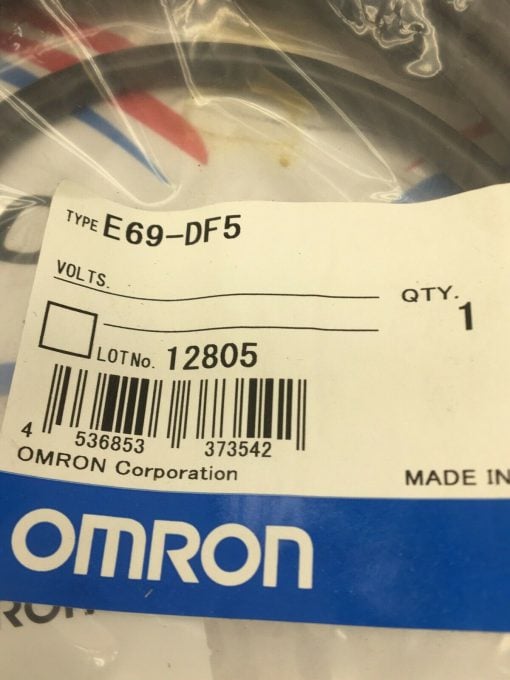 TYPE E69-DF5
VOLTS.
QTY. 1
LOT No. 12805
4 536853 373542
OMRON Corporation
MADE IN
OMRON